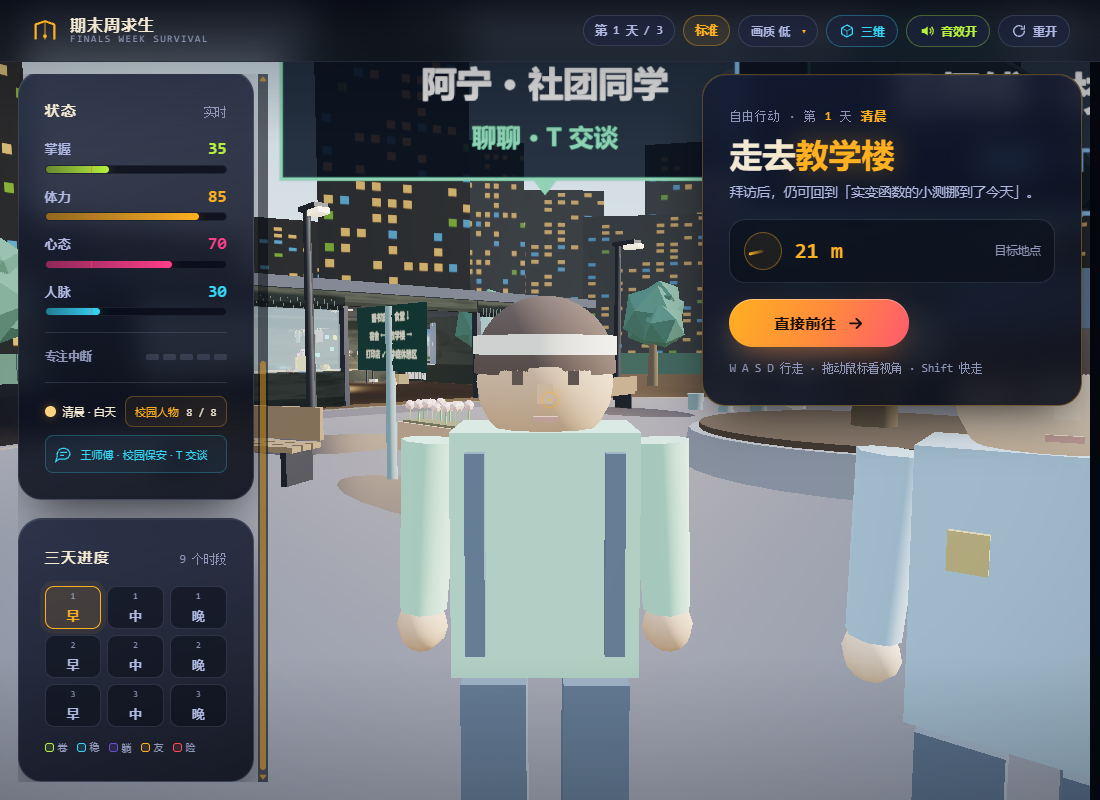 期末周求生
FINALS WEEK SURVIVAL
第 1 天 / 3
标准
画质 低
三维
音效开
重开
状态
实时
掌握 35
体力 85
心态 70
人脉 30
专注中断
清晨 · 白天
校园人物 8 / 8
王师傅 · 校园保安 · T 交谈
三天进度
9 个时段
1 早
1 中
1 晚
2 早
2 中
2 晚
3 早
3 中
3 晚
卷 稳 躺 友 险
阿宁 · 社团同学
聊聊 · T 交谈
自由行动 · 第 1 天 清晨
走去教学楼
拜访后，仍可回到「实变函数的小测挪到了今天」。
21 m
目标地点
直接前往 →
W A S D 行走 · 拖动鼠标看视角 · Shift 快走